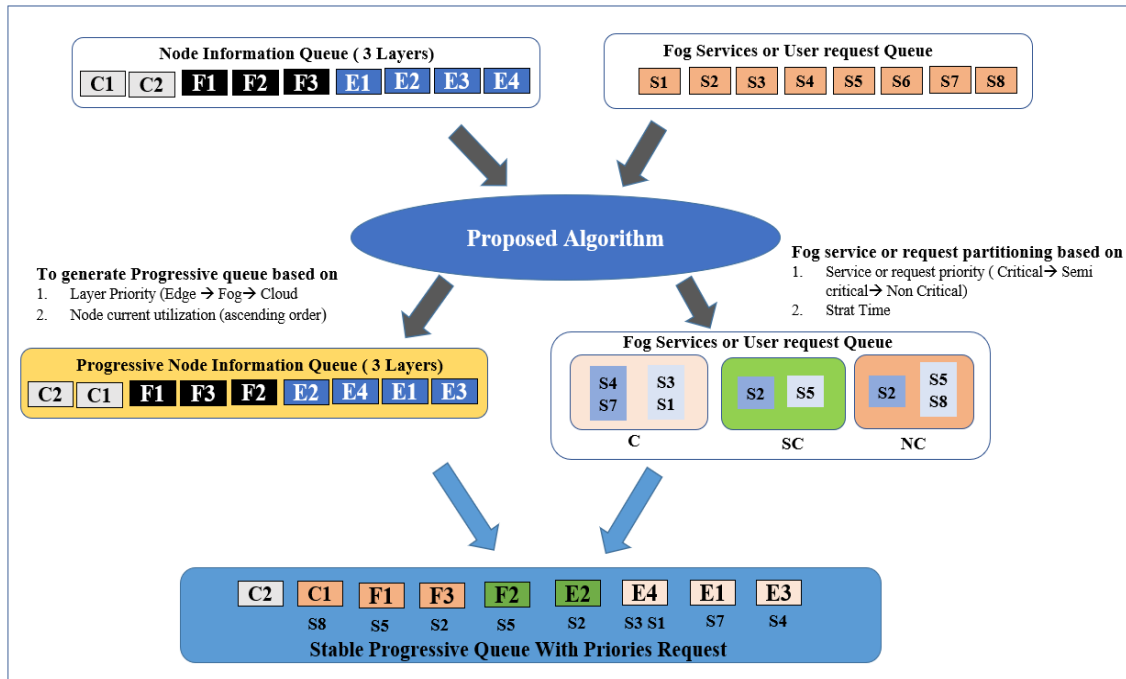 Node Information Queue ( 3 Layers)
C1 C2 F1 F2 F3 E1 E2 E3 E4
Fog Services or User request Queue
S1 S2 S3 S4 S5 S6 S7 S8
Proposed Algorithm
To generate Progressive queue based on
1. Layer Priority (Edge → Fog→ Cloud
2. Node current utilization (ascending order)
Fog service or request partitioning based on
1. Service or request priority ( Critical→ Semi
critical→ Non Critical)
2. Strat Time
Progressive Node Information Queue ( 3 Layers)
C2 C1 F1 F3 F2 E2 E4 E1 E3
Fog Services or User request Queue
S4 S3
S7 S1
C
S2 S5
SC
S2 S5
S8
NC
C2 C1 F1 F3 F2 E2 E4 E1 E3
S8 S5 S2 S5 S2 S3 S1 S7 S4
Stable Progressive Queue With Priories Request